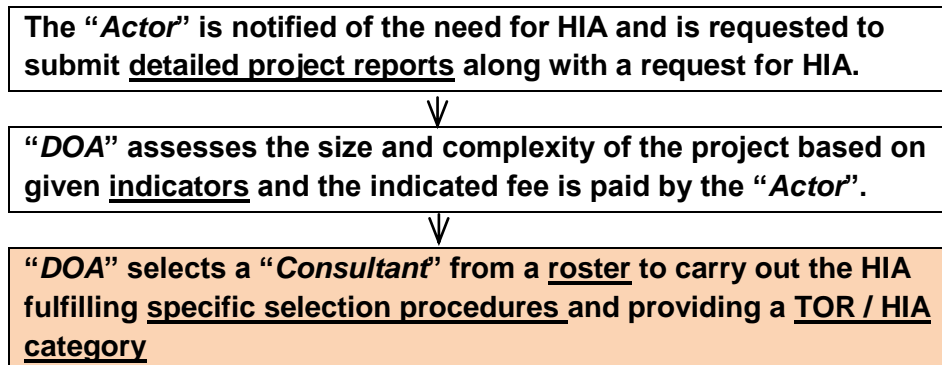 The “Actor” is notified of the need for HIA and is requested to
submit detailed project reports along with a request for HIA.
“DOA” assesses the size and complexity of the project based on
given indicators and the indicated fee is paid by the “Actor”.
“DOA” selects a “Consultant” from a roster to carry out the HIA
fulfilling specific selection procedures and providing a TOR / HIA
category